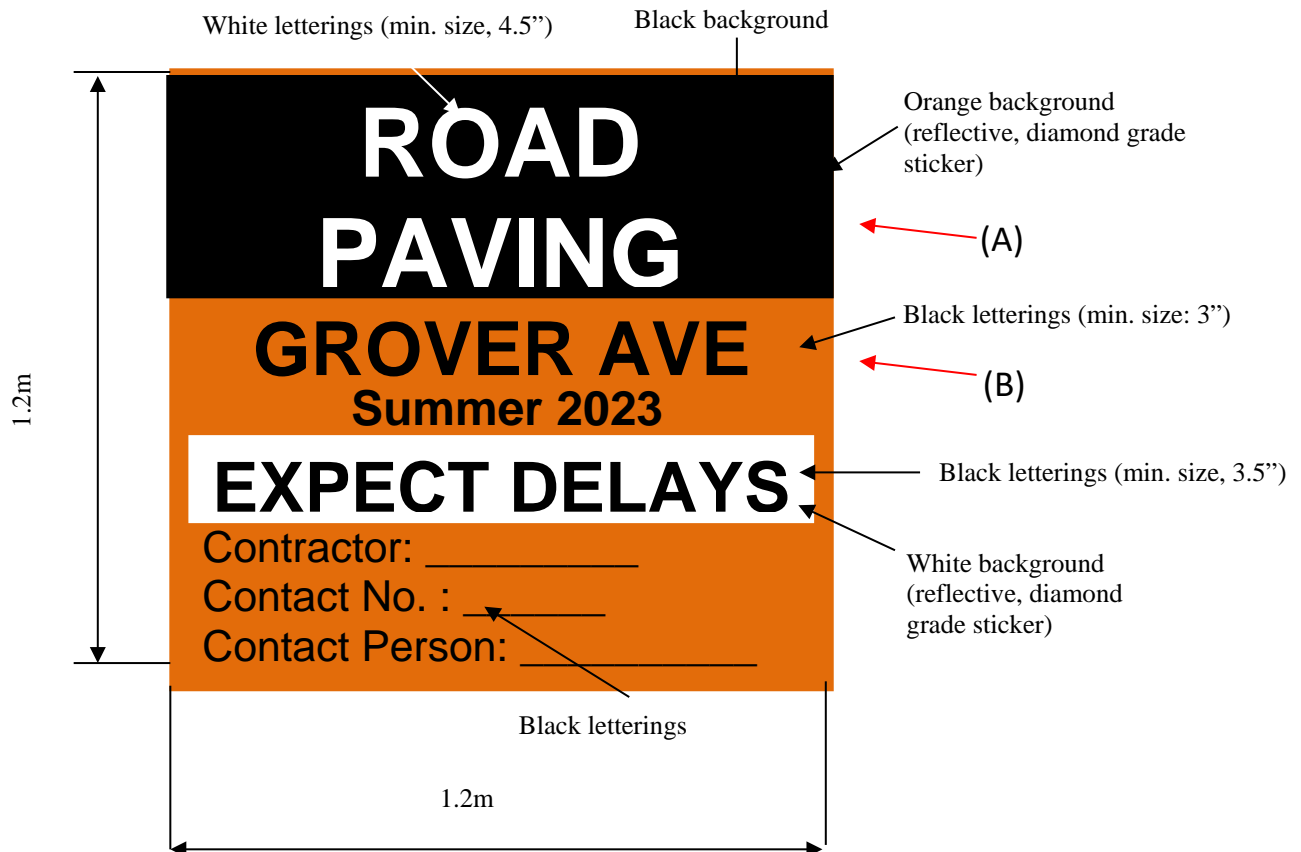 White letterings (min. size, 4.5”)
Black background
ROAD
PAVING
GROVER AVE
Summer 2023
EXPECT DELAYS
Contractor: _________
Contact No. : ______
Contact Person: __________
Orange background
(reflective, diamond grade
sticker)
(A)
Black letterings (min. size: 3”)
(B)
Black letterings (min. size, 3.5”)
White background
(reflective, diamond
grade sticker)
Black letterings
1.2m
1.2m